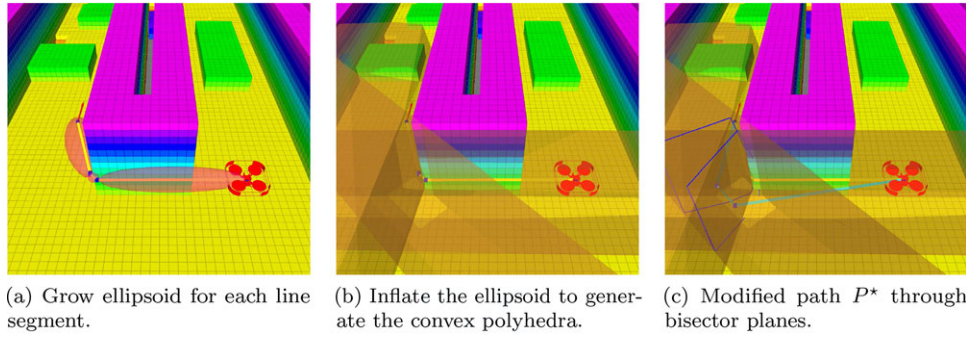 (a) Grow ellipsoid for each line
segment.
(b) Inflate the ellipsoid to gener-
ate the convex polyhedra.
(c) Modified path P⋆ through
bisector planes.